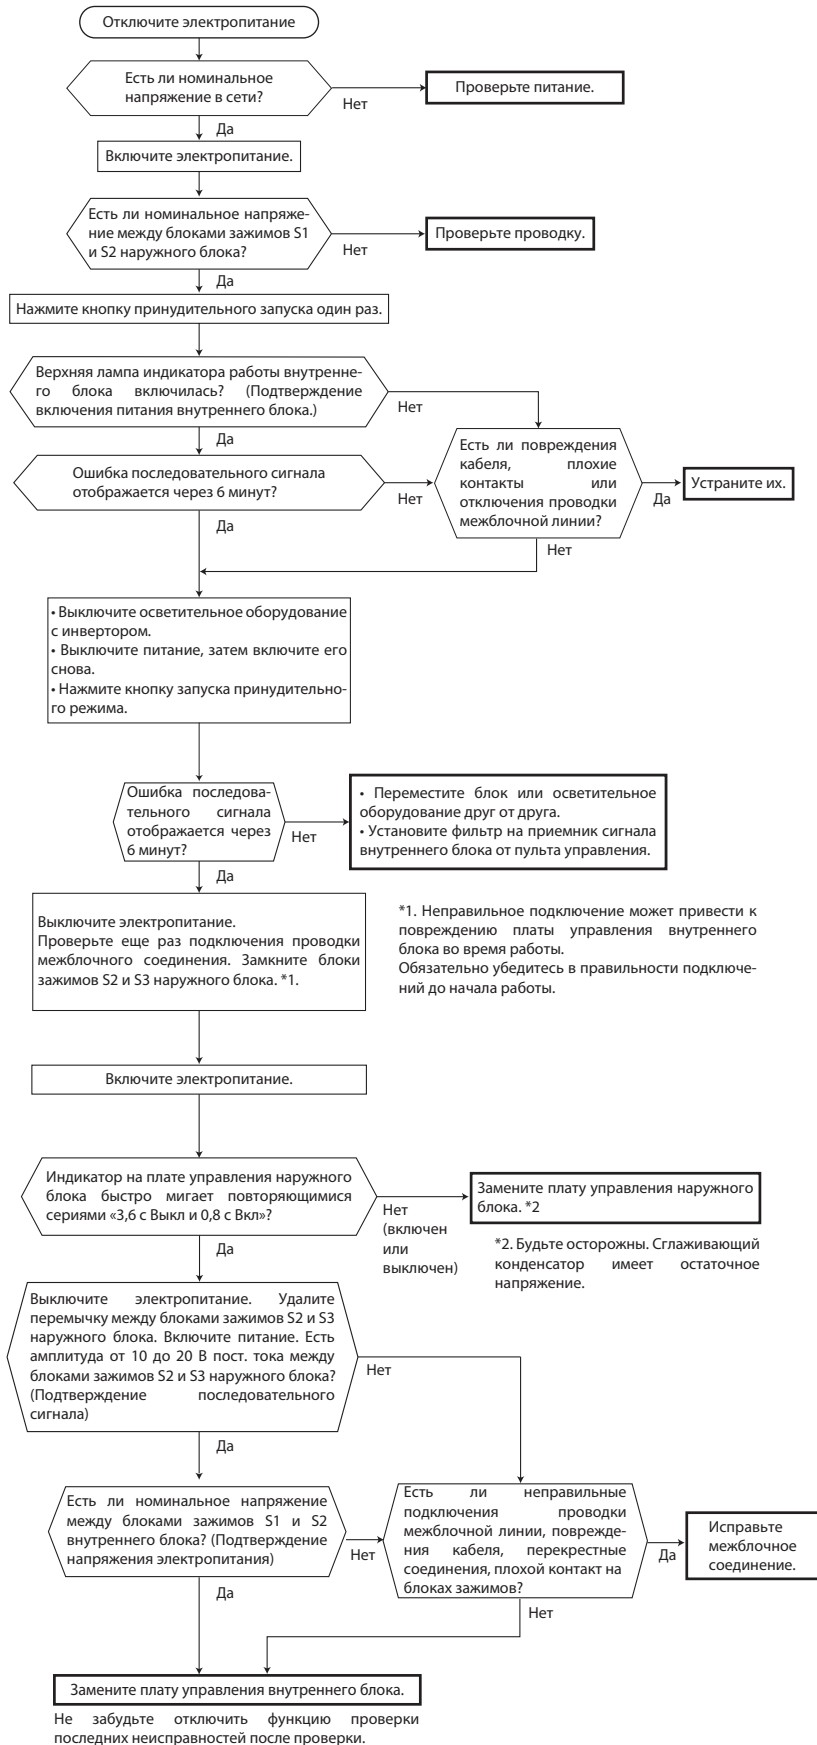 Отключите электропитание
Есть ли номинальное
напряжение в сети?
Нет
Проверьте питание.
Да
Включите электропитание.
Есть ли номинальное напряже-
ние между блоками зажимов S1
и S2 наружного блока?
Нет
Проверьте проводку.
Да
Нажмите кнопку принудительного запуска один раз.
Верхняя лампа индикатора работы внутренне-
го блока включилась? (Подтверждение
включения питания внутреннего блока.)
Нет
Да
Ошибка последовательного сигнала
отображается через 6 минут?
Нет
Есть ли повреждения
кабеля, плохие
контакты или
отключения проводки
межблочной линии?
Да
Устраните их.
Да
Нет
• Выключите осветительное оборудование
с инвертором.
• Выключите питание, затем включите его
снова.
• Нажмите кнопку запуска принудительно-
го режима.
Ошибка последова-
тельного сигнала
отображается через
6 минут?
Нет
• Переместите блок или осветительное
оборудование друг от друга.
• Установите фильтр на приемник сигнала
внутреннего блока от пульта управления.
Да
Выключите электропитание.
Проверьте еще раз подключения проводки
межблочного соединения. Замкните блоки
зажимов S2 и S3 наружного блока. *1.
*1. Неправильное подключение может привести к
повреждению платы управления внутреннего
блока во время работы.
Обязательно убедитесь в правильности подключе-
ний до начала работы.
Включите электропитание.
Индикатор на плате управления наружного
блока быстро мигает повторяющимися
сериями «3,6 с Выкл и 0,8 с Вкл»?
Нет
(включен
или
выключен)
Замените плату управления наружного
блока. *2
*2. Будьте осторожны. Сглаживающий
конденсатор имеет остаточное
напряжение.
Да
Выключите электропитание. Удалите
перемычку между блоками зажимов S2 и S3
наружного блока. Включите питание. Есть
амплитуда от 10 до 20 В пост. тока между
блоками зажимов S2 и S3 наружного блока?
(Подтверждение последовательного
сигнала)
Нет
Да
Есть ли номинальное напряжение
между блоками зажимов S1 и S2
внутреннего блока? (Подтверждение
напряжения электропитания)
Нет
Есть ли неправильные
подключения проводки
межблочной линии, поврежде-
ния кабеля, перекрестные
соединения, плохой контакт на
блоках зажимов?
Да
Исправьте
межблочное
соединение.
Да
Нет
Замените плату управления внутреннего блока.
Не забудьте отключить функцию проверки
последних неисправностей после проверки.